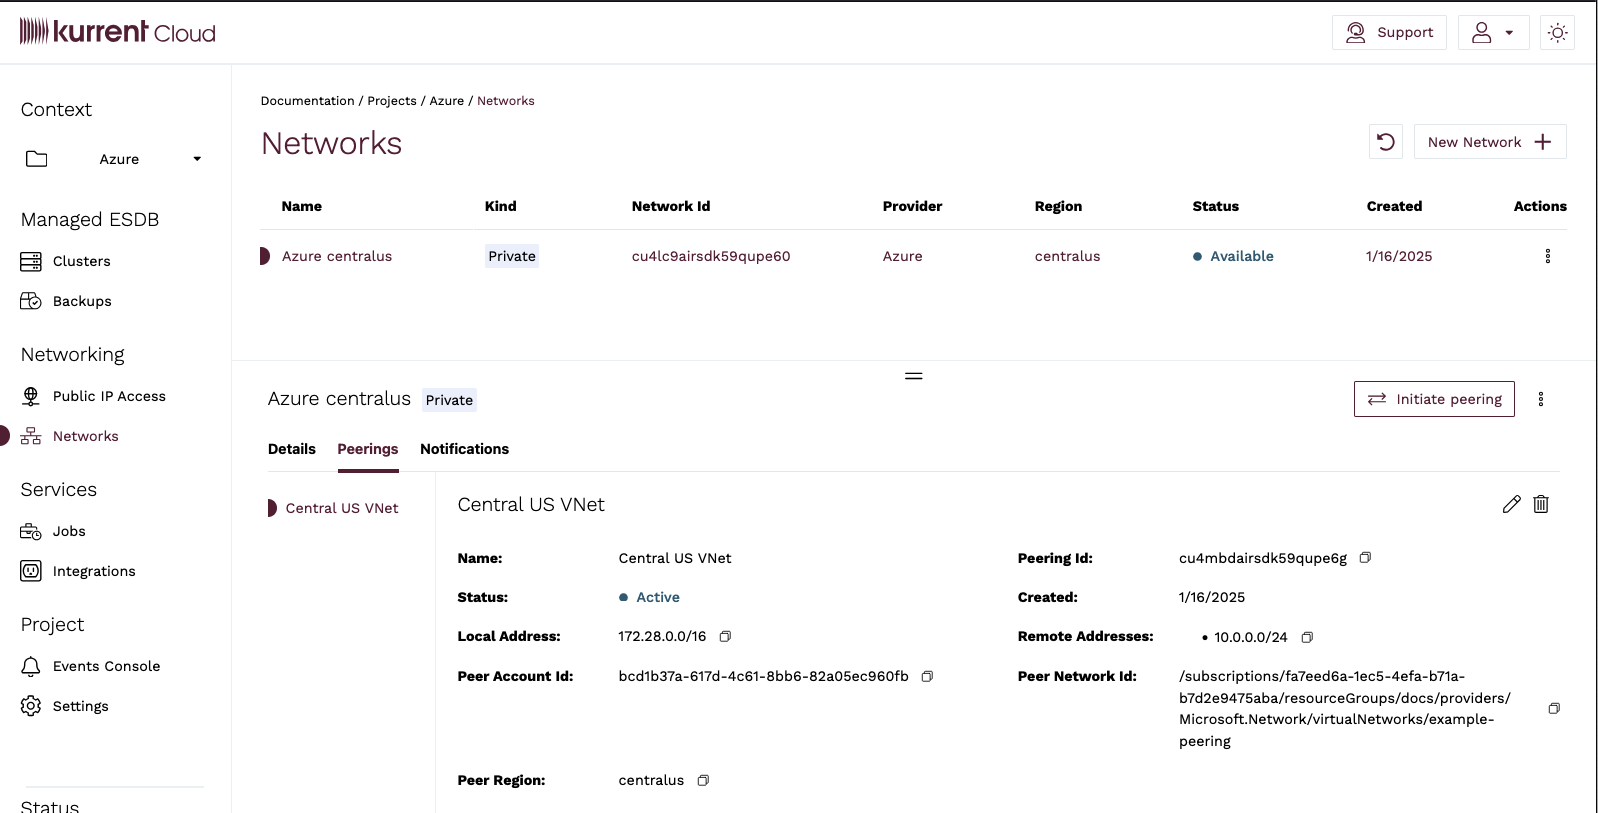 kurrent Cloud
Support
Context
Azure
Managed ESDB
Clusters
Backups
Networking
Public IP Access
Networks
Services
Jobs
Integrations
Project
Events Console
Settings
Status
Documentation / Projects / Azure / Networks
Networks
New Network
Name Kind Network Id Provider Region Status Created Actions
Azure centralus Private cu4lc9airsdk59qupe60 Azure centralus Available 1/16/2025
Azure centralus Private
Initiate peering
Details Peerings Notifications
Central US VNet
Central US VNet
Name: Central US VNet
Peering Id: cu4mbdairsdk59qupe6g
Status: Active
Created: 1/16/2025
Local Address: 172.28.0.0/16
Remote Addresses: • 10.0.0.0/24
Peer Account Id: bcd1b37a-617d-4c61-8bb6-82a05ec960fb
Peer Network Id: /subscriptions/fa7eed6a-1ec5-4efa-b71a-
b7d2e9475aba/resourceGroups/docs/providers/
Microsoft.Network/virtualNetworks/example-
peering
Peer Region: centralus